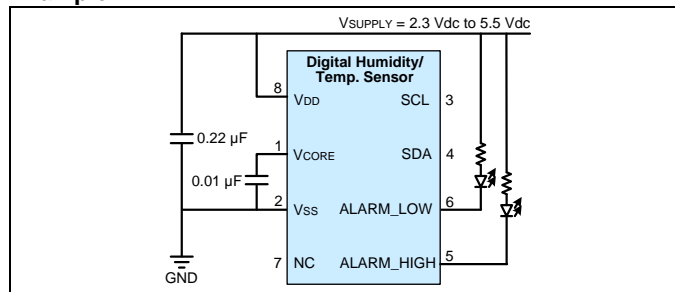 VSUPPLY = 2.3 Vdc to 5.5 Vdc
Digital Humidity/
Temp. Sensor
8 VDD SCL 3
0.22 µF
1 VCORE SDA 4
0.01 µF
2 VSS ALARM_LOW 6
7 NC ALARM_HIGH 5
GND